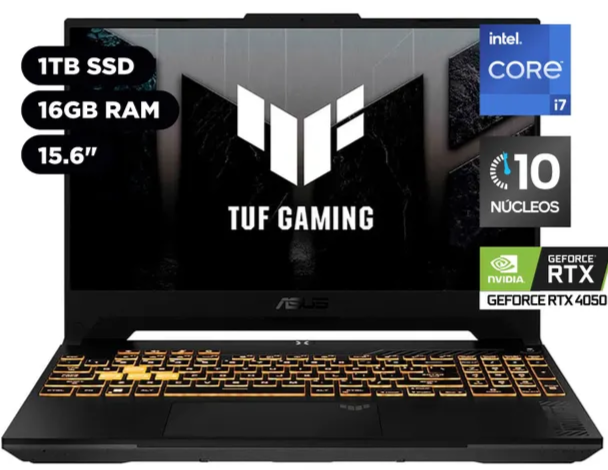 1TB SSD
16GB RAM
15.6"
intel.
CORE
i7
10
NÚCLEOS
TUF GAMING
NVIDIA.
GEFORCE
RTX
GEFORCE RTX 4050
ASUS